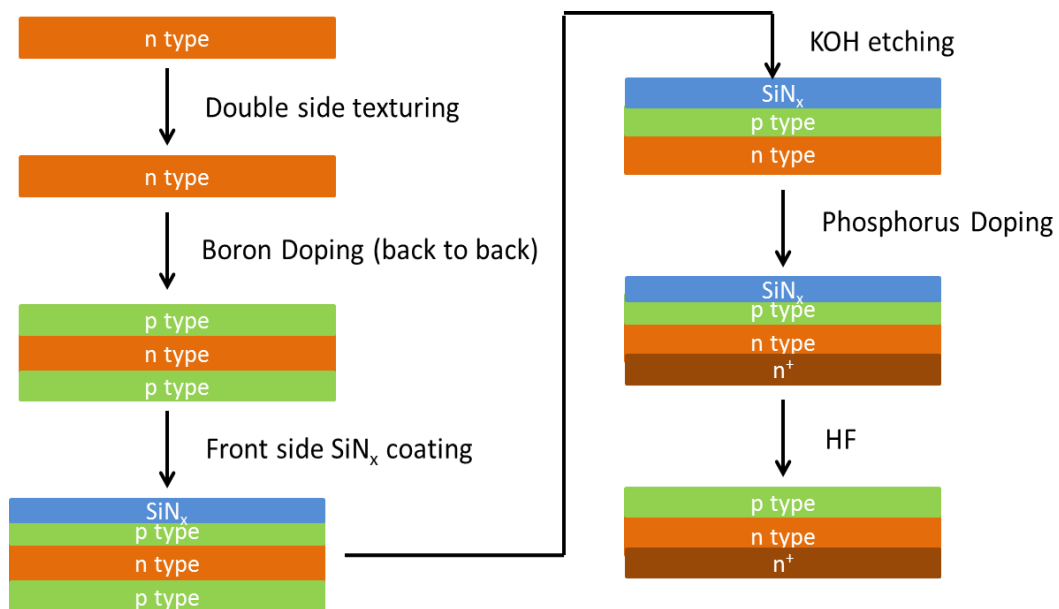 n type
Double side texturing
n type
Boron Doping (back to back)
p type
n type
p type
Front side SiNₓ coating
SiNₓ
p type
n type
p type
KOH etching
SiNₓ
p type
n type
Phosphorus Doping
SiNₓ
p type
n type
n⁺
HF
p type
n type
n⁺